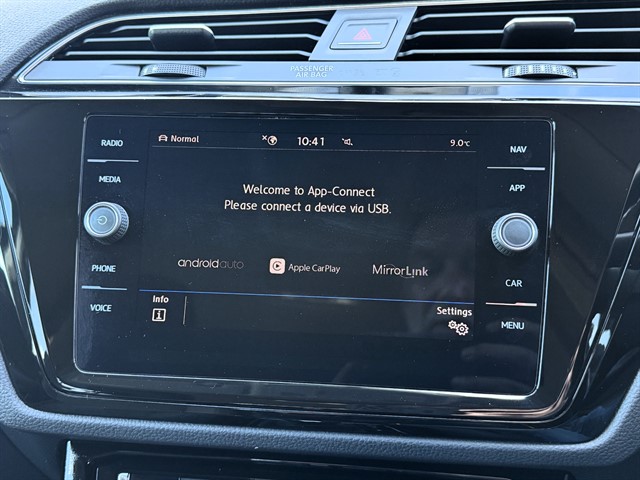 PASSENGER
AIR BAG
RADIO
MEDIA
PHONE
VOICE
Normal
10:41
9.0°C
Welcome to App-Connect
Please connect a device via USB.
androidauto
Apple CarPlay
MirrorLink
Info
i
Settings
NAV
APP
CAR
MENU